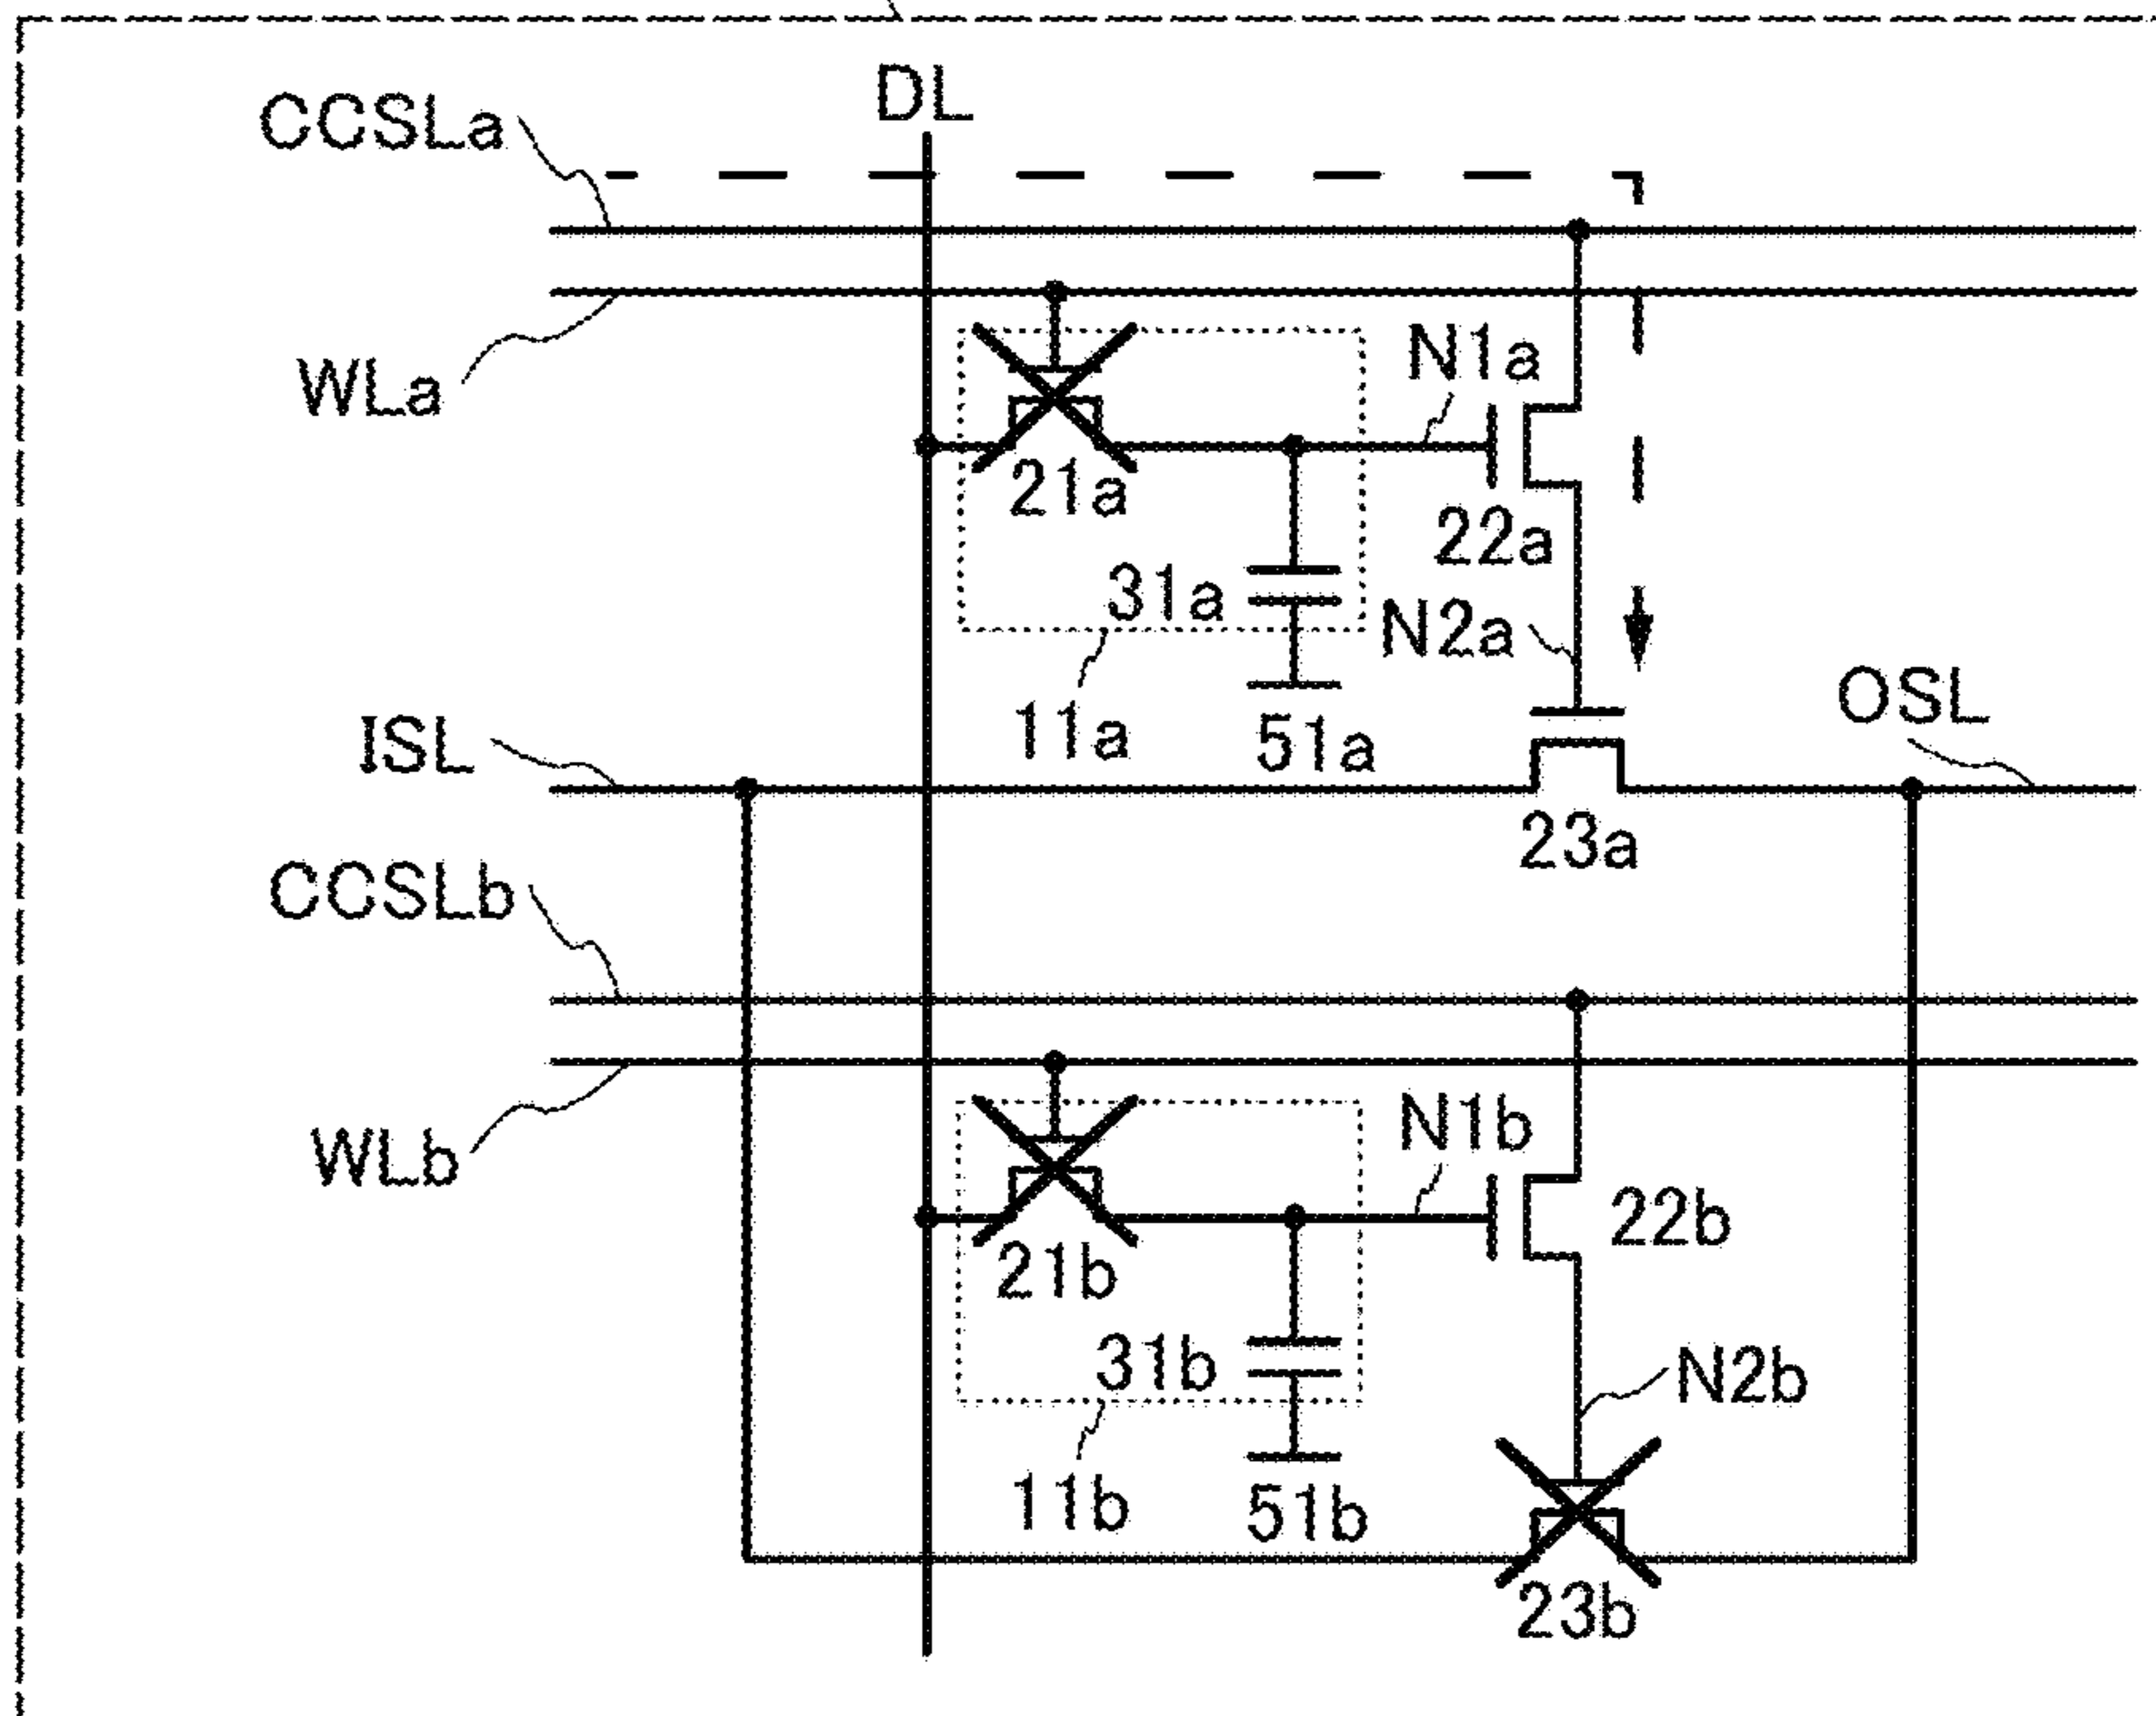 DL
CCSLa
WLa
N1a
21a
22a
31a
N2a
11a
51a
ISL
OSL
23a
CCSLb
WLb
N1b
22b
21b
31b
N2b
11b
51b
23b